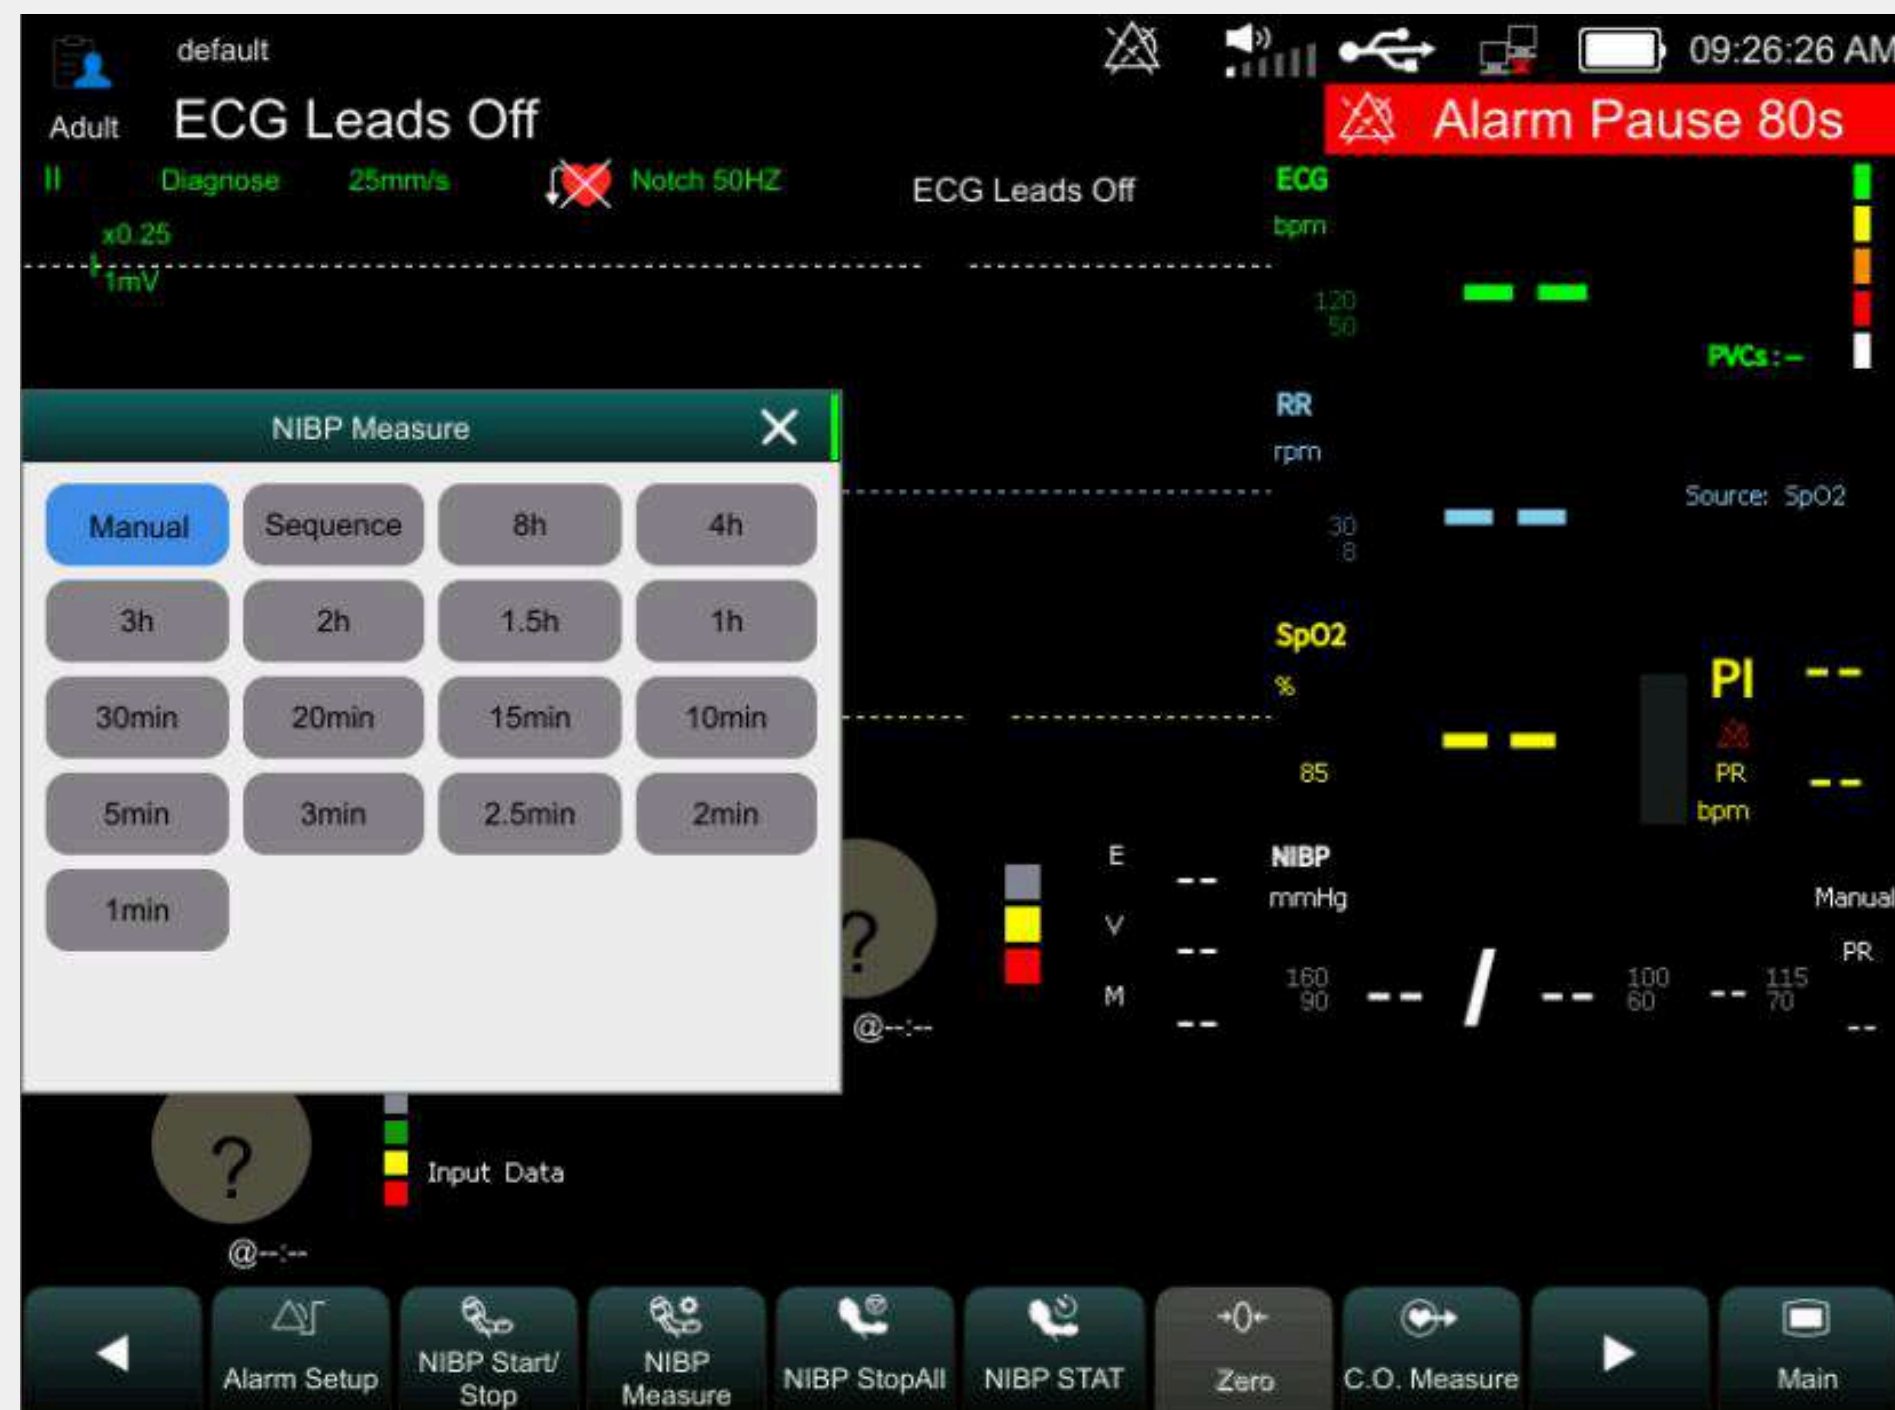 default
09:26:26 AM
Adult
ECG Leads Off
Alarm Pause 80s
II
Diagnose
25mm/s
Notch 50HZ
ECG Leads Off
ECG
bpm
x0.25
1mV
120
50
PVCs:--
NIBP Measure
RR
rpm
Source: SpO2
30
8
Manual
Sequence
8h
4h
3h
2h
1.5h
1h
30min
20min
15min
10min
5min
3min
2.5min
2min
1min
SpO2
%
85
PI --
PR
bpm
--
?
@--:--
E --
V --
M --
NIBP
mmHg
Manual
PR
160
90
-- / --
100
60
--
115
70
--
?
Input Data
@--:--
Alarm Setup
NIBP Start/
Stop
NIBP
Measure
NIBP StopAll
NIBP STAT
→0←
Zero
C.O. Measure
Main